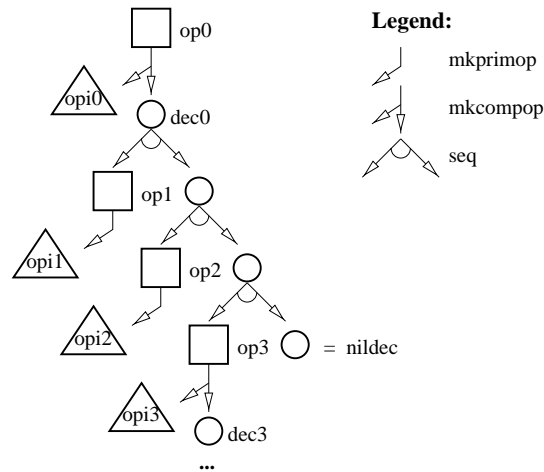 Legend:
op0
mkprimop
opi0
mkcompop
dec0
seq
op1
opi1
op2
opi2
op3
= nildec
opi3
dec3
...